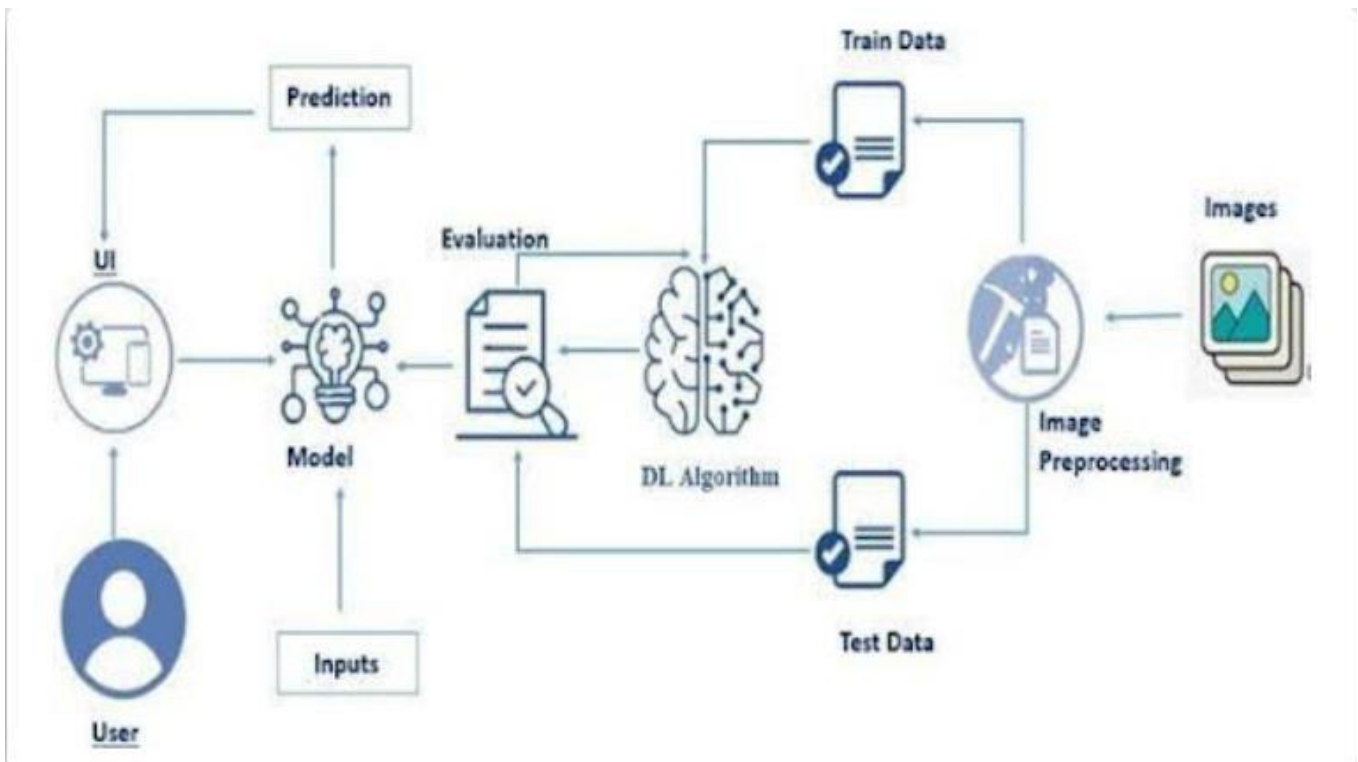 Train Data
Prediction
Images
Evaluation
UI
Image
Preprocessing
Model
DL Algorithm
Test Data
Inputs
User